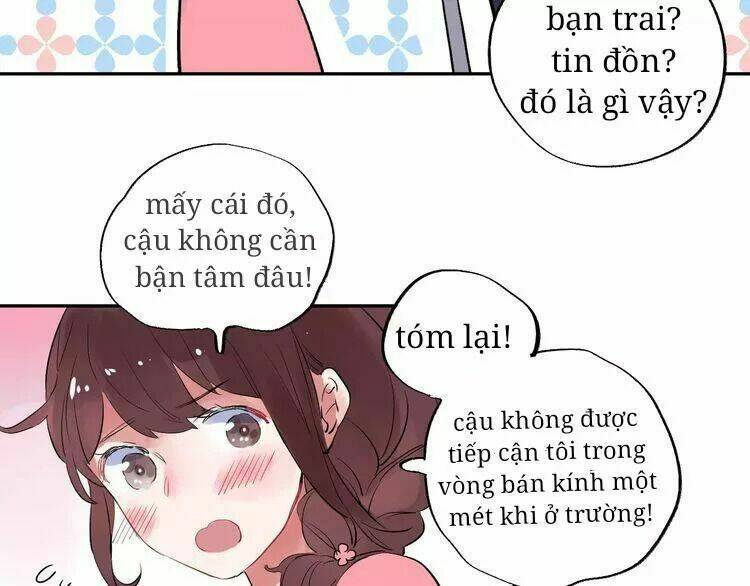 bạn trai?
tin đồn?
đó là gì vậy?
mấy cái đó,
cậu không cần
bận tâm đâu!
tóm lại!
cậu không được
tiếp cận tôi trong
vòng bán kính một
mét khi ở trường!